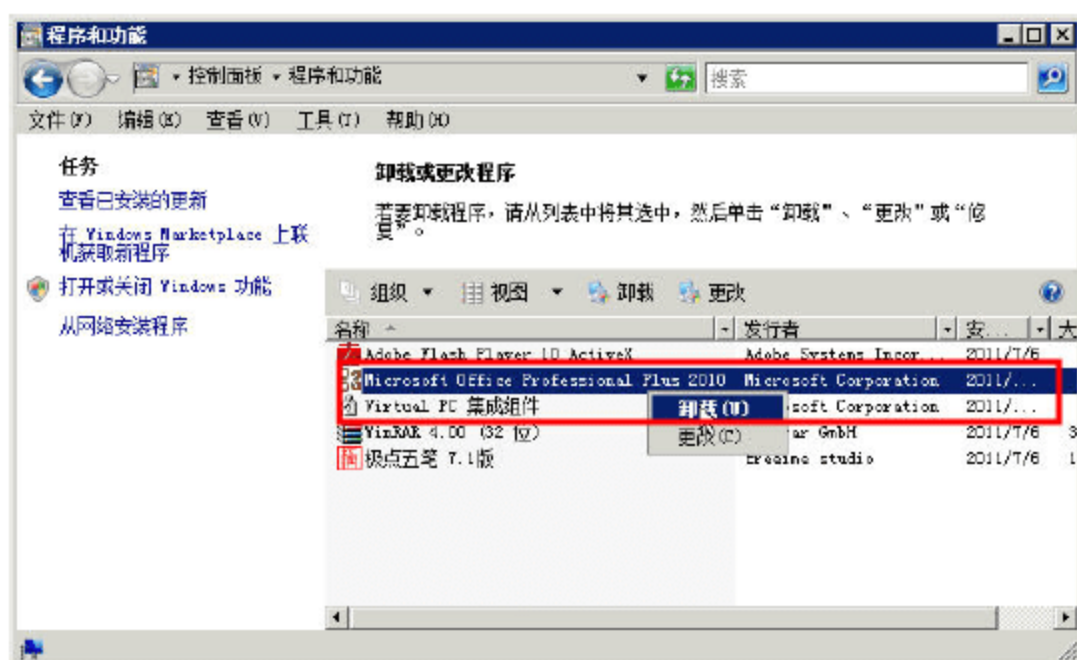 程序和功能
控制面板 程序和功能 搜索
文件(F) 编辑(E) 查看(V) 工具(T) 帮助(H)
任务
查看已安装的更新
在 Windows Marketplace 上联
机获取新程序
打开或关闭 Windows 功能
从网络安装程序
卸载或更改程序
若要卸载程序，请从列表中将其选中，然后单击“卸载”、“更改”或“修
复”。
组织 视图 卸载 更改
名称 发行者 安... 大
Adobe Flash Player 10 ActiveX Adobe Systems Incor... 2011/7/6
Microsoft Office Professional Plus 2010 Microsoft Corporation 2011/...
Virtual PC 集成组件 soft Corporation 2011/...
卸载(U)
WinRAR 4.00 (32 位) ar GmbH 2011/7/6 3
更改(C)
极点五笔 7.1版 freeime studio 2011/7/6 1